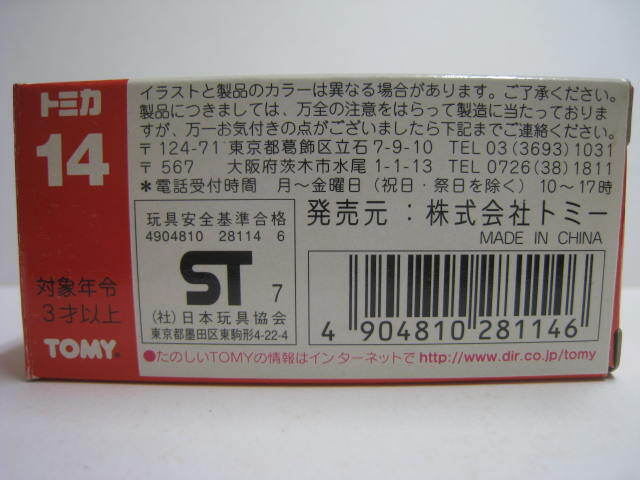 トミカ
14
対象年令
3才以上
TOMY®
イラストと製品のカラーは異なる場合があります。ご了承ください。
製品につきましては、万全の注意をはらって製造に当たっておりま
すが、万一お気付きの点がございましたら下記までご連絡ください。
〒124-71 東京都葛飾区立石7-9-10 TEL 03(3693)1031
〒567 大阪府茨木市水尾 1-1-13 TEL 0726(38)1811
＊電話受付時間 月〜金曜日（祝日・祭日を除く）10〜17時
玩具安全基準合格
4904810 28114 6
ST 7
(社)日本玩具協会
東京都墨田区東駒形4-22-4
発売元：株式会社トミー
MADE IN CHINA
4 904810 281146
●たのしいTOMYの情報はインターネットで http://www.dir.co.jp/tomy